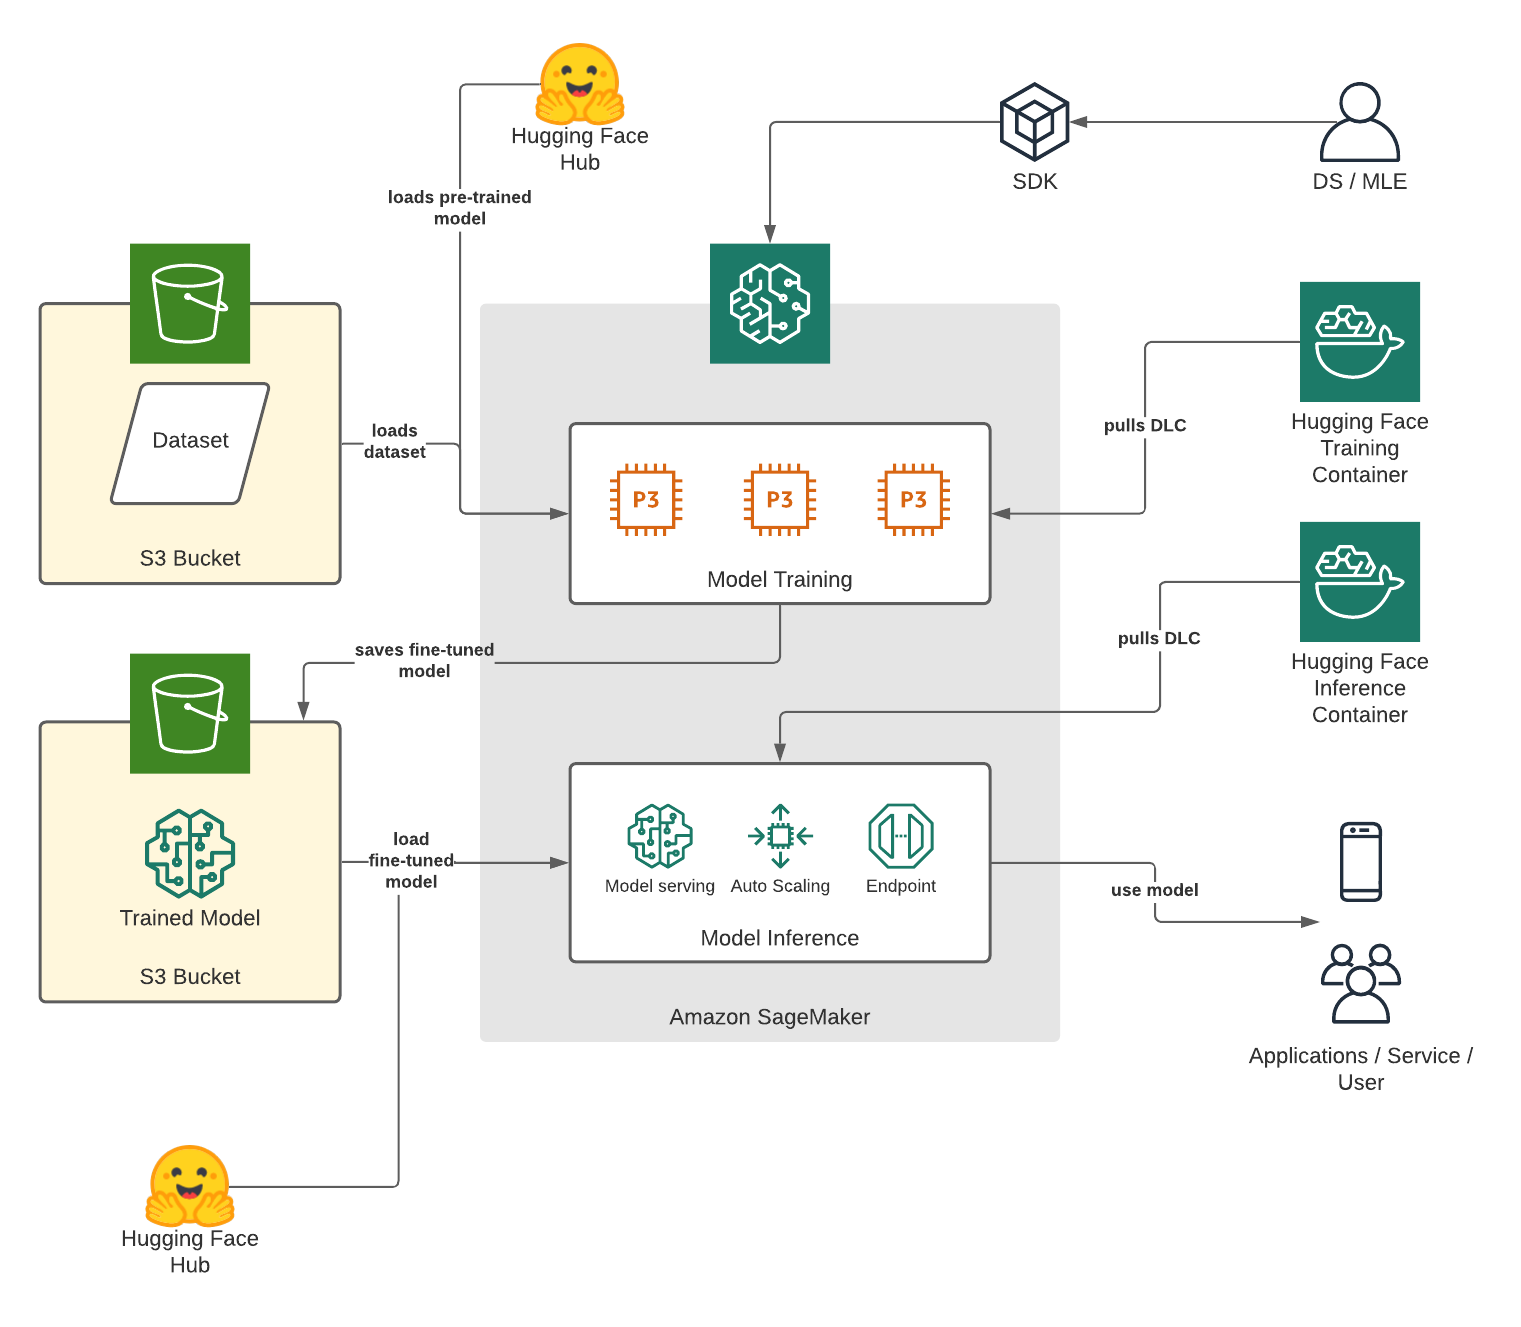 Hugging Face
Hub
SDK
DS / MLE
loads pre-trained
model
Dataset
S3 Bucket
loads
dataset
P3
P3
P3
Model Training
pulls DLC
Hugging Face
Training
Container
saves fine-tuned
model
pulls DLC
Hugging Face
Inference
Container
Trained Model
S3 Bucket
load
fine-tuned
model
Model serving
Auto Scaling
Endpoint
Model Inference
Amazon SageMaker
use model
Applications / Service /
User
Hugging Face
Hub